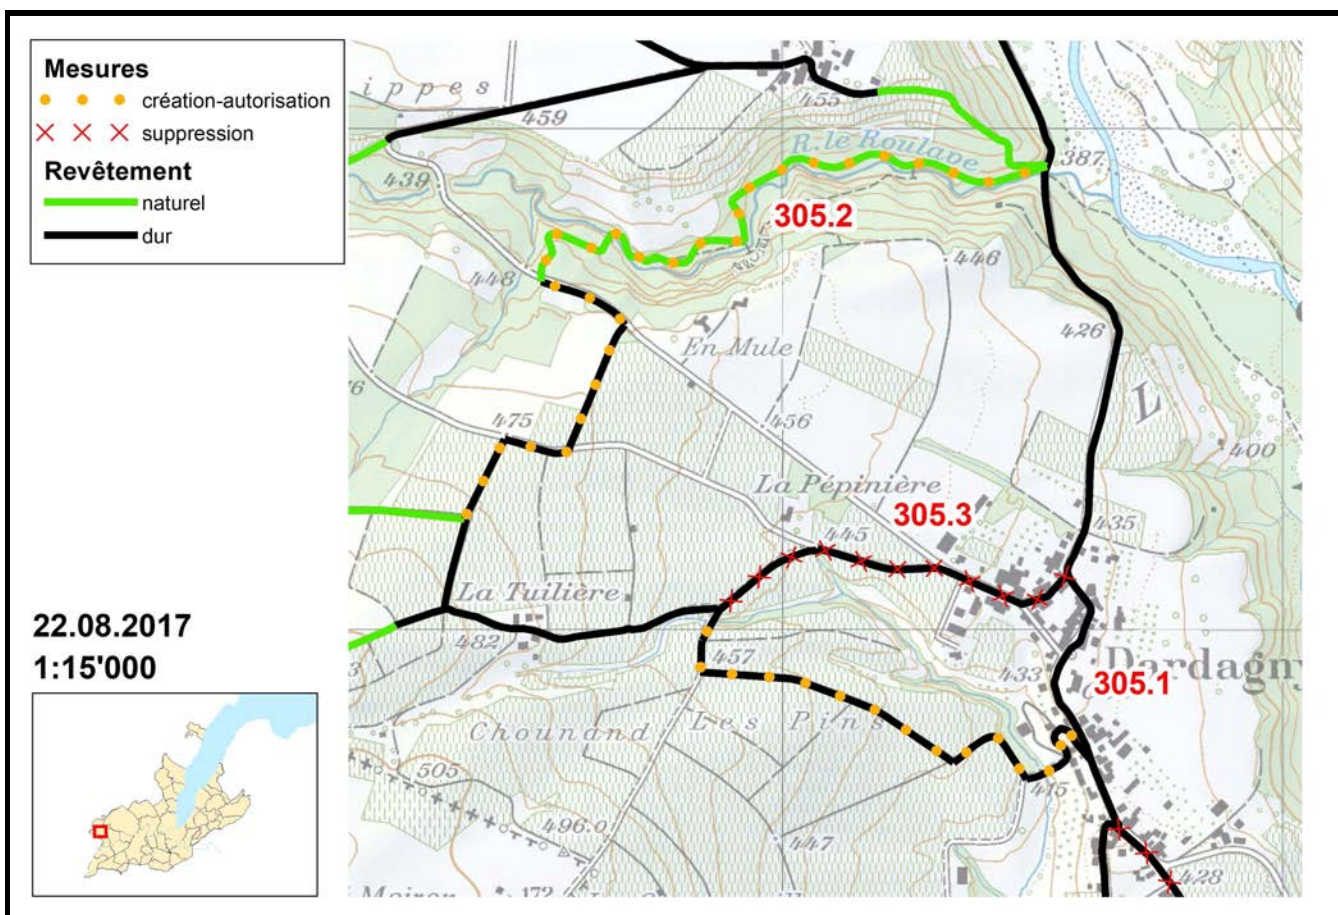 Mesures
création-autorisation
suppression
Revêtement
naturel
dur
22.08.2017
1:15'000
ippes
459
455
439
R. le Roulave
387
305.2
448
446
426
En Mule
475
456
L
400
La Pépinière
305.3
445
435
La Tuilière
482
457
433
Dardagny
305.1
Chounand
Les Pins
415
505
496.0
447
428
172